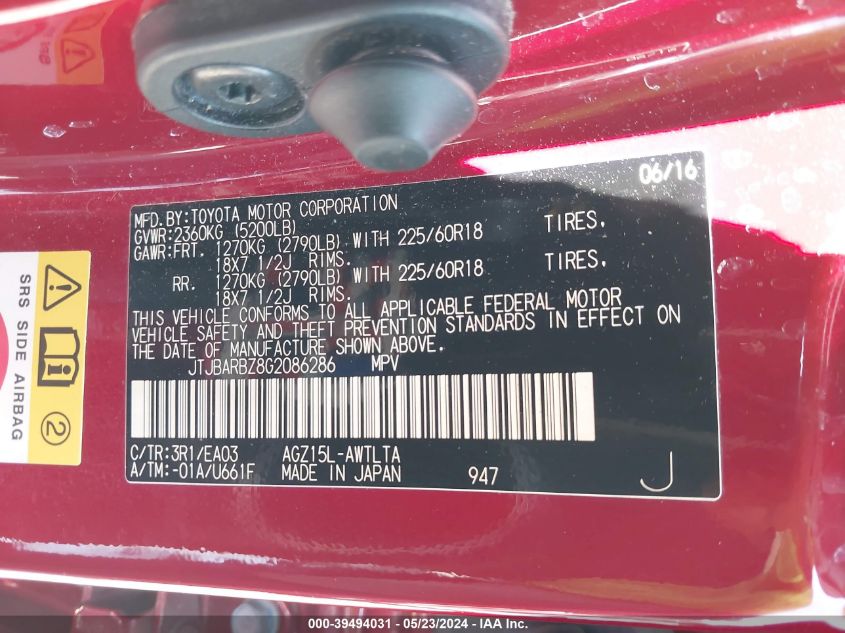 06/16
MFD.BY:TOYOTA MOTOR CORPORATION
GVWR:2360KG (5200LB)
GAWR:FRT. 1270KG (2790LB) WITH 225/60R18 TIRES.
18X7 1/2J RIMS.
RR. 1270KG (2790LB) WITH 225/60R18 TIRES.
18X7 1/2J RIMS.
THIS VEHICLE CONFORMS TO ALL APPLICABLE FEDERAL MOTOR
VEHICLE SAFETY AND THEFT PREVENTION STANDARDS IN EFFECT ON
THE DATE OF MANUFACTURE SHOWN ABOVE.
JTJBARBZ8G2086286 MPV
C/TR:3R1/EA03 AGZ15L-AWTLTA
A/TM:-01A/U661F MADE IN JAPAN 947 J
SRS SIDE AIRBAG
2
000-39494031 - 05/23/2024 - IAA Inc.